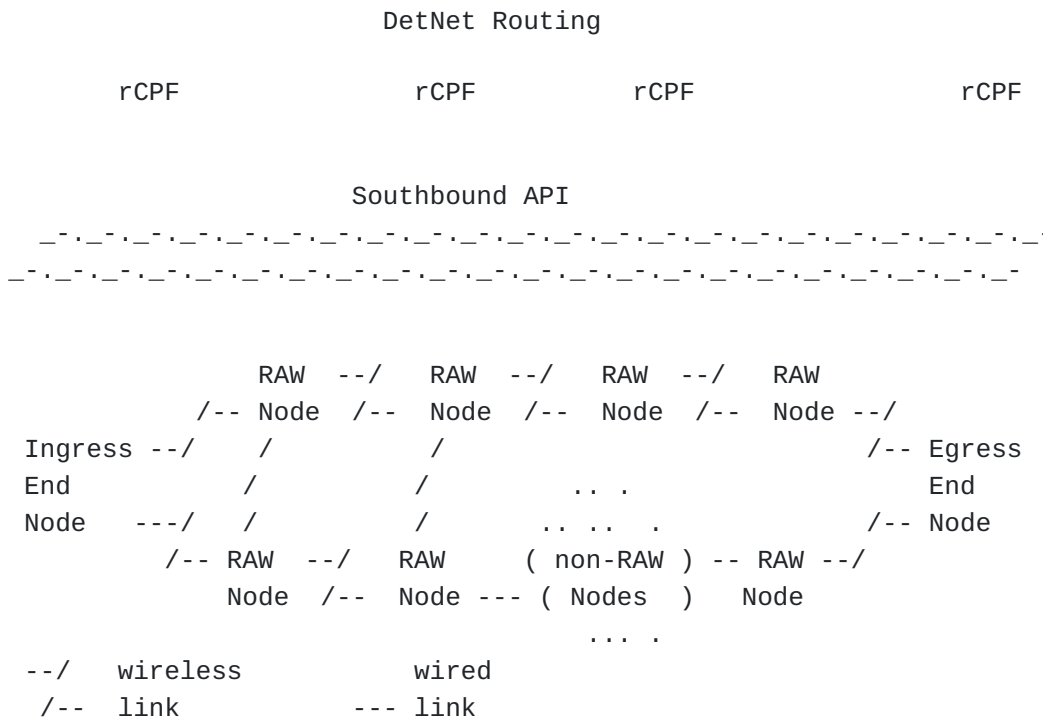 DetNet Routing
rCPF rCPF rCPF rCPF
Southbound API
_-._-._-._-._-._-._-._-._-._-._-._-._-._-._-._-._-._-._-._-._-._-
_-._-._-._-._-._-._-._-._-._-._-._-._-._-._-._-._-._-._-._-._-._-
RAW --/ RAW --/ RAW --/ RAW
/-- Node /-- Node /-- Node /-- Node --/
Ingress --/ / / /-- Egress
End / / .. . End
Node ---/ / / .. .. . /-- Node
/-- RAW --/ RAW ( non-RAW ) -- RAW --/
Node /-- Node --- ( Nodes ) Node
... .
--/ wireless wired
/-- link --- link